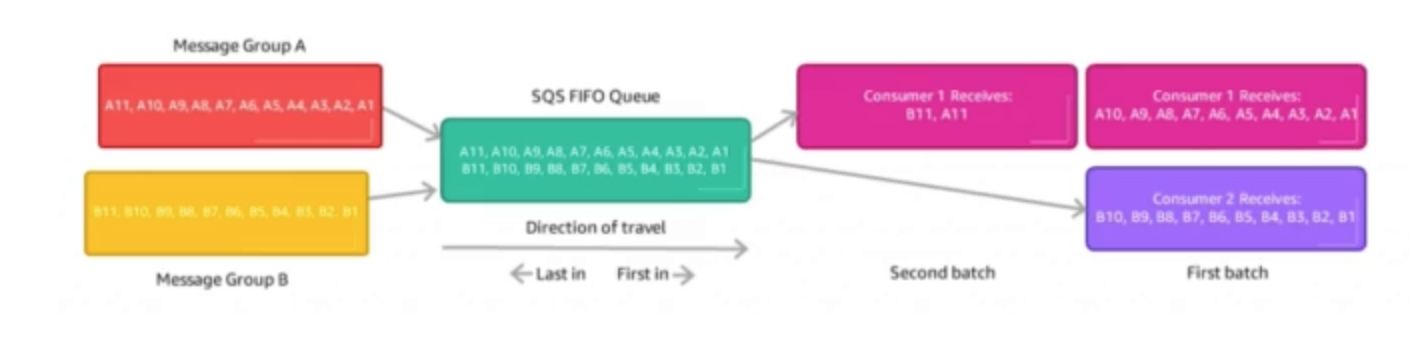 Message Group A
A11, A10, A9, A8, A7, A6, A5, A4, A3, A2, A1
B11, B10, B9, B8, B7, B6, B5, B4, B3, B2, B1
Message Group B
SQS FIFO Queue
A11, A10, A9, A8, A7, A6, A5, A4, A3, A2, A1
B11, B10, B9, B8, B7, B6, B5, B4, B3, B2, B1
Direction of travel
Last in First in
Consumer 1 Receives:
B11, A11
Second batch
Consumer 1 Receives:
A10, A9, A8, A7, A6, A5, A4, A3, A2, A1
Consumer 2 Receives:
B10, B9, B8, B7, B6, B5, B4, B3, B2, B1
First batch